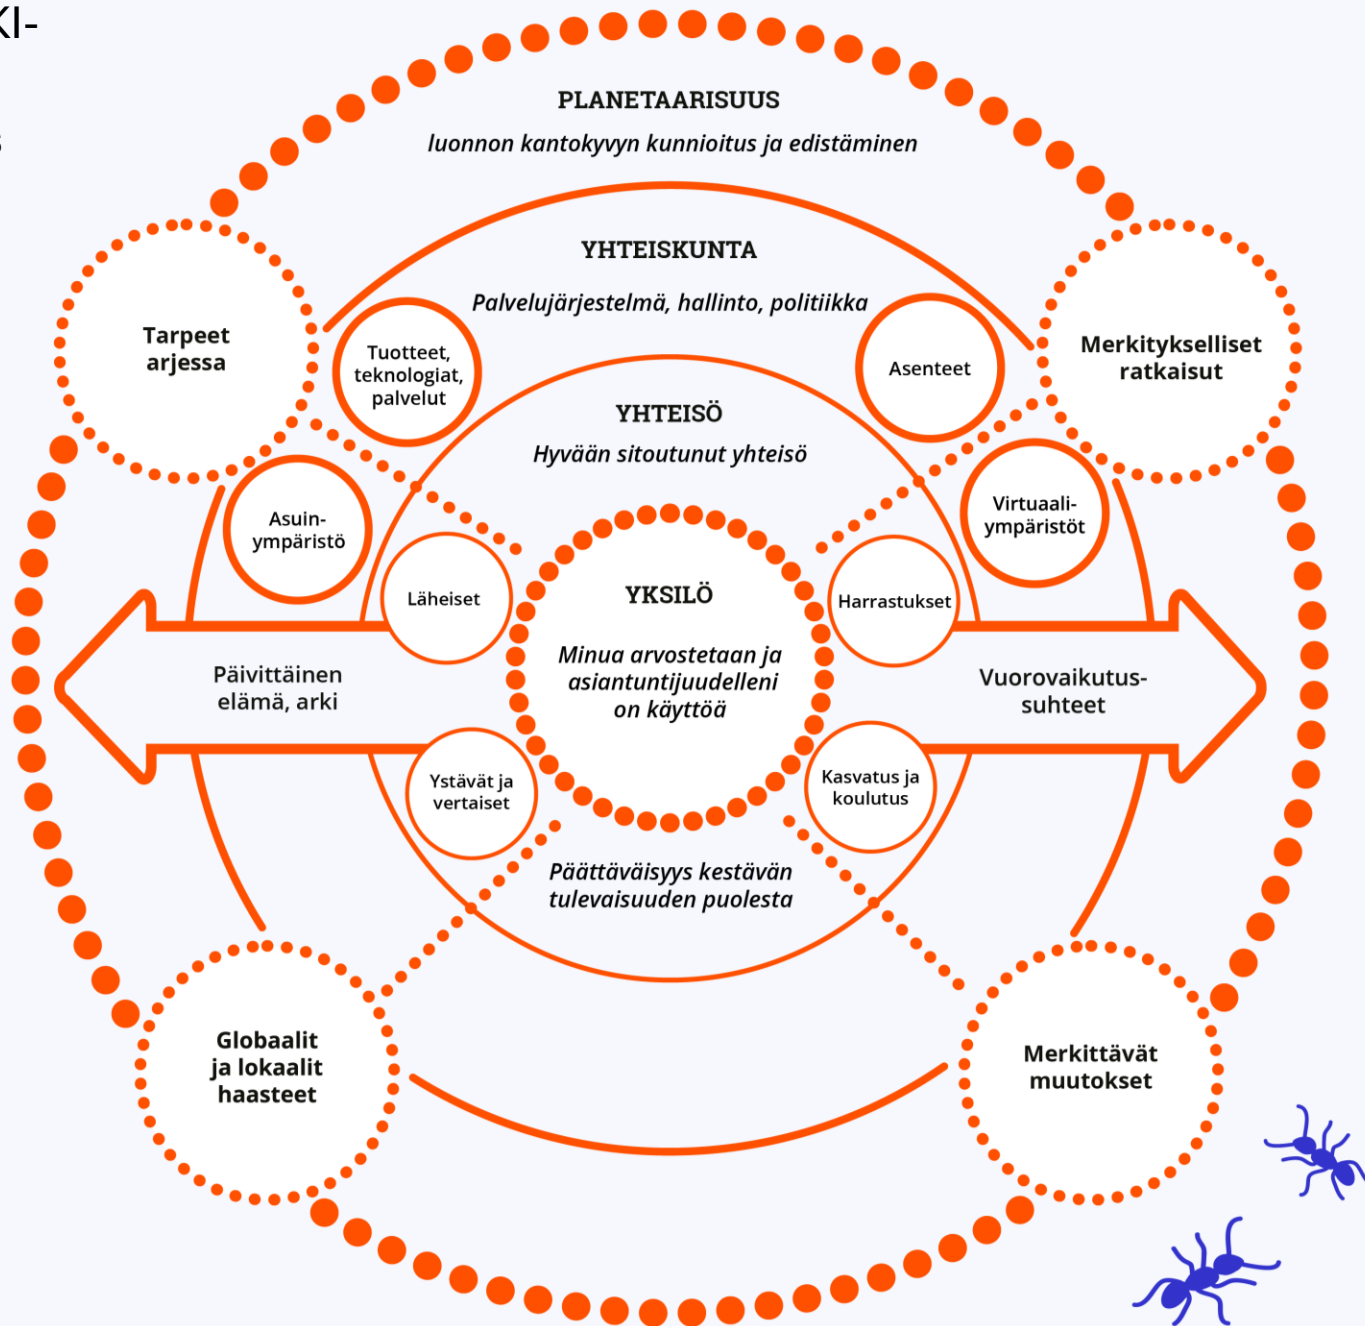 KI-
s
PLANETAARISUUS
luonnon kantokyvyn kunnioitus ja edistäminen
YHTEISKUNTA
Palvelujärjestelmä, hallinto, politiikka
Tarpeet
arjessa
Tuotteet,
teknologiat,
palvelut
Asenteet
Merkitykselliset
ratkaisut
YHTEISÖ
Hyvään sitoutunut yhteisö
Asuin-
ympäristö
Virtuaali-
ympäristöt
Läheiset
YKSILÖ
Harrastukset
Minua arvostetaan ja
asiantuntijuudelleni
on käyttöä
Päivittäinen
elämä, arki
Vuorovaikutus-
suhteet
Ystävät ja
vertaiset
Kasvatus ja
koulutus
Päättäväisyys kestävän
tulevaisuuden puolesta
Globaalit
ja lokaalit
haasteet
Merkittävät
muutokset